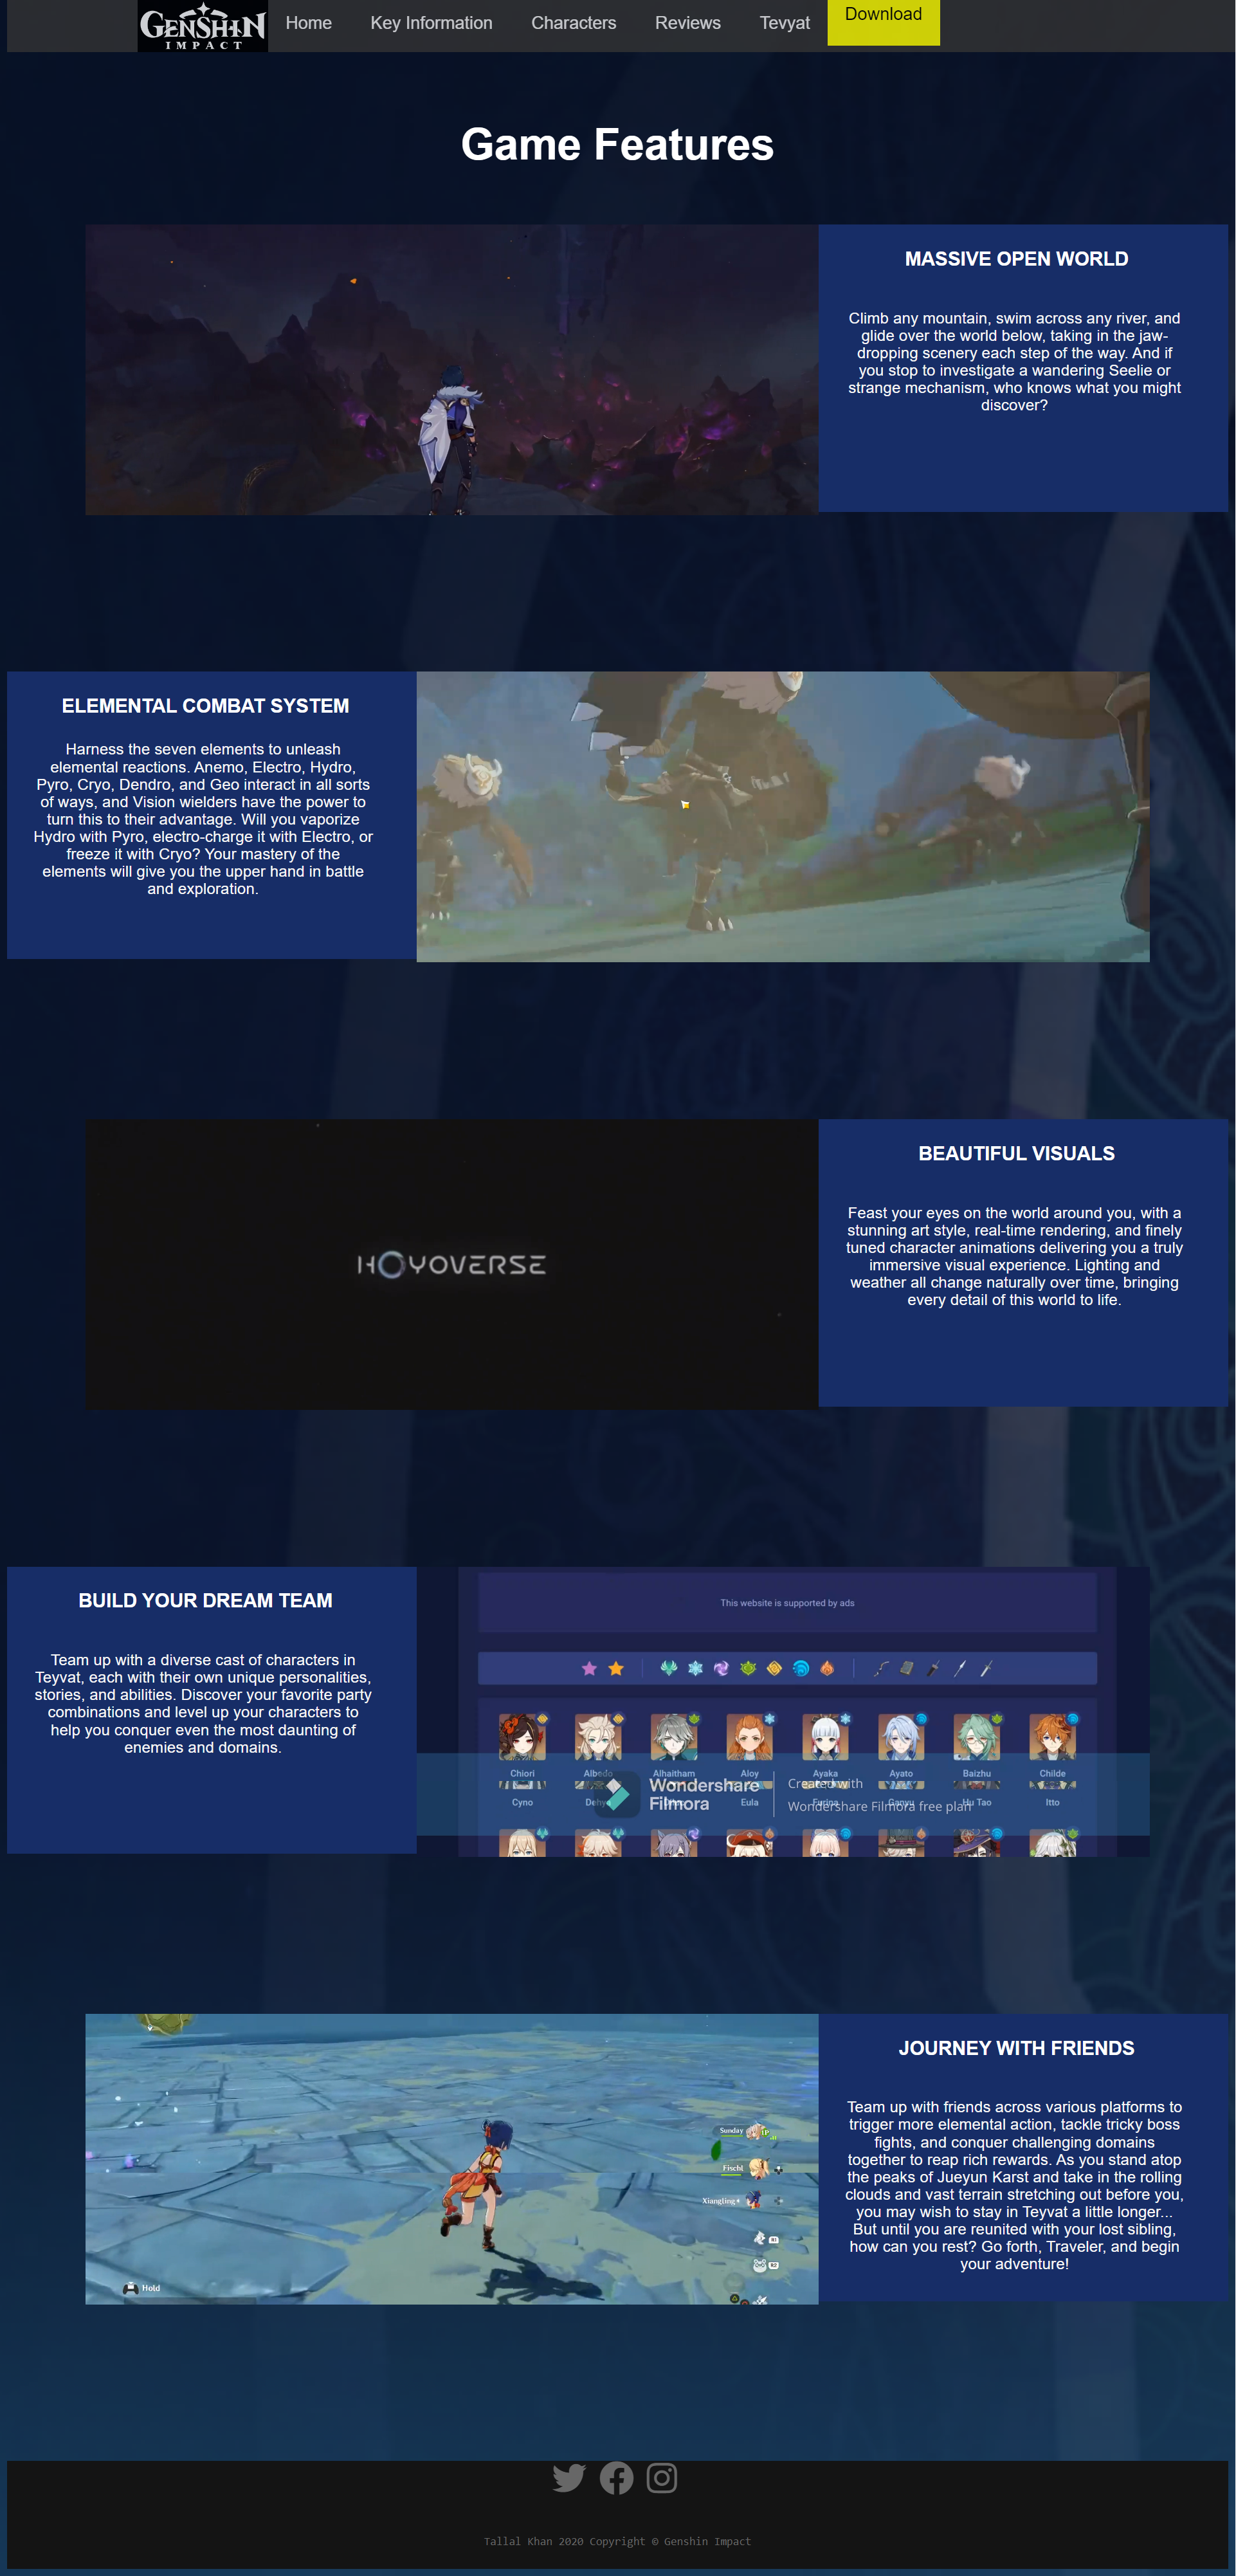 GENSHIN
IMPACT
Home
Key Information
Characters
Reviews
Tevyat
Download
Game Features
MASSIVE OPEN WORLD
Climb any mountain, swim across any river, and
glide over the world below, taking in the jaw-
dropping scenery each step of the way. And if
you stop to investigate a wandering Seelie or
strange mechanism, who knows what you might
discover?
ELEMENTAL COMBAT SYSTEM
Harness the seven elements to unleash
elemental reactions. Anemo, Electro, Hydro,
Pyro, Cryo, Dendro, and Geo interact in all sorts
of ways, and Vision wielders have the power to
turn this to their advantage. Will you vaporize
Hydro with Pyro, electro-charge it with Electro, or
freeze it with Cryo? Your mastery of the
elements will give you the upper hand in battle
and exploration.
HOYOVERSE
BEAUTIFUL VISUALS
Feast your eyes on the world around you, with a
stunning art style, real-time rendering, and finely
tuned character animations delivering you a truly
immersive visual experience. Lighting and
weather all change naturally over time, bringing
every detail of this world to life.
BUILD YOUR DREAM TEAM
Team up with a diverse cast of characters in
Teyvat, each with their own unique personalities,
stories, and abilities. Discover your favorite party
combinations and level up your characters to
help you conquer even the most daunting of
enemies and domains.
This website is supported by ads
Chiori Albedo Alhaitham Aloy Ayaka Ayato Baizhu Childe
Wondershare
Filmora
Created with
Wondershare Filmora free plan
Cyno Dehya Eula Furina Ganyu Hu Tao Itto
Sunday
1P
Fischl
Xiangling
R1
R2
Hold
JOURNEY WITH FRIENDS
Team up with friends across various platforms to
trigger more elemental action, tackle tricky boss
fights, and conquer challenging domains
together to reap rich rewards. As you stand atop
the peaks of Jueyun Karst and take in the rolling
clouds and vast terrain stretching out before you,
you may wish to stay in Teyvat a little longer...
But until you are reunited with your lost sibling,
how can you rest? Go forth, Traveler, and begin
your adventure!
Tallal Khan 2020 Copyright © Genshin Impact